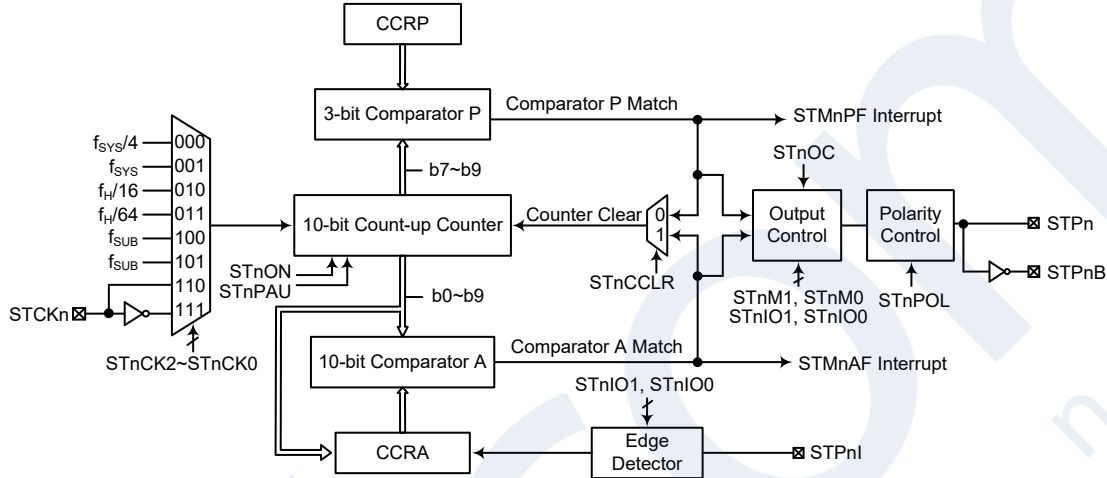 CCRP
3-bit Comparator P
Comparator P Match
STMnPF Interrupt
b7~b9
fSYS/4
000
fSYS
001
fH/16
010
fH/64
011
fSUB
100
fSUB
101
110
111
STCKn
STnCK2~STnCK0
10-bit Count-up Counter
STnON
STnPAU
Counter Clear
0
1
STnCCLR
STnOC
Output
Control
STnM1, STnM0
STnIO1, STnIO0
Polarity
Control
STnPOL
STPn
STPnB
b0~b9
10-bit Comparator A
Comparator A Match
STMnAF Interrupt
STnIO1, STnIO0
CCRA
Edge
Detector
STPnI